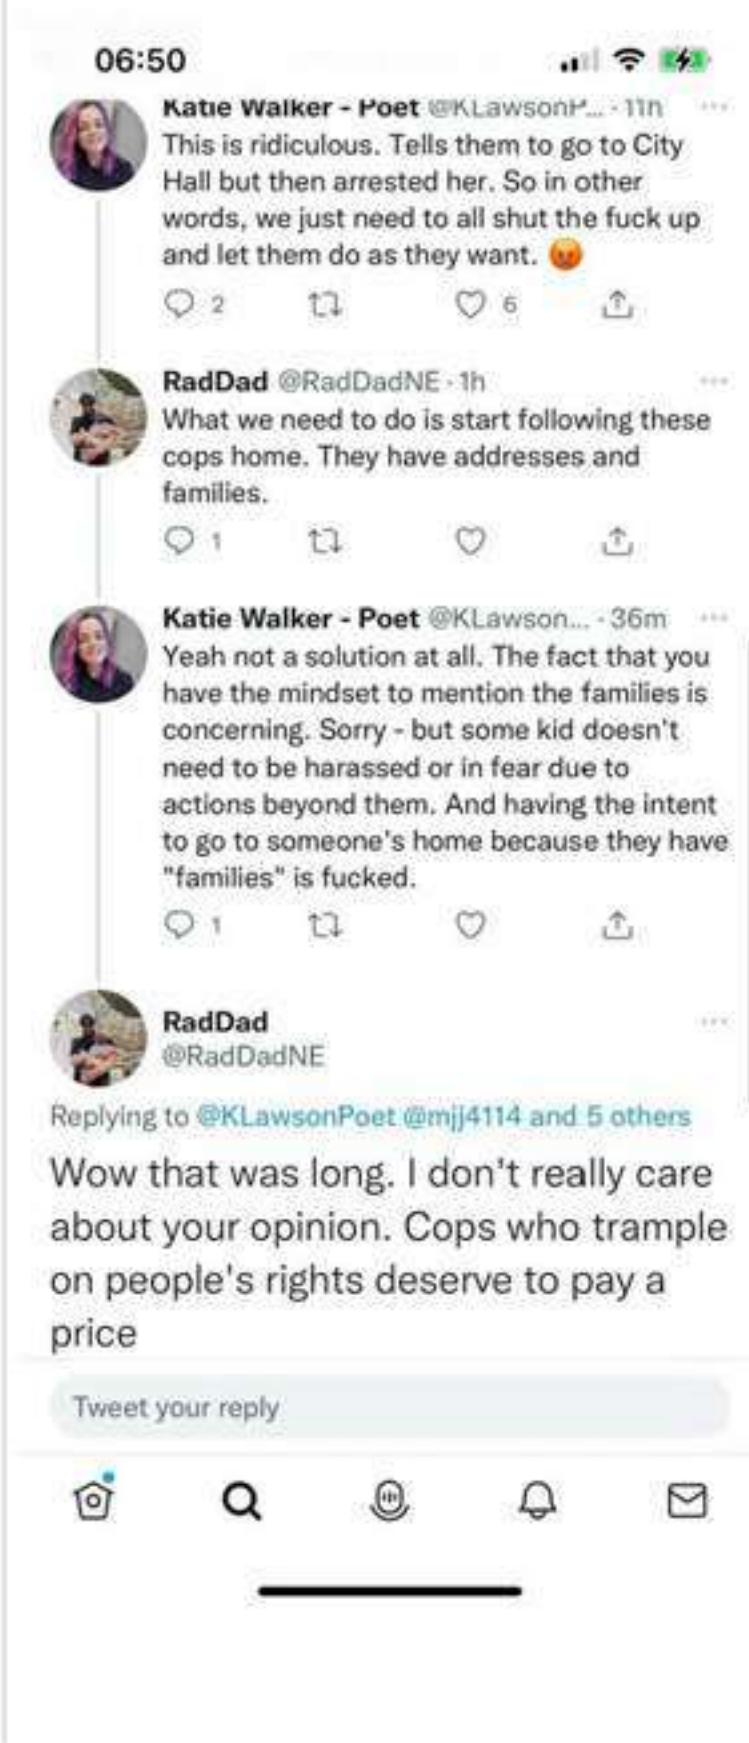 06:50
Katie Walker - Poet @KLawsonP... · 11h
This is ridiculous. Tells them to go to City
Hall but then arrested her. So in other
words, we just need to all shut the fuck up
and let them do as they want. 😡
2 6
RadDad @RadDadNE · 1h
What we need to do is start following these
cops home. They have addresses and
families.
1
Katie Walker - Poet @KLawson... · 36m
Yeah not a solution at all. The fact that you
have the mindset to mention the families is
concerning. Sorry - but some kid doesn't
need to be harassed or in fear due to
actions beyond them. And having the intent
to go to someone's home because they have
"families" is fucked.
1
RadDad
@RadDadNE
Replying to @KLawsonPoet @mjj4114 and 5 others
Wow that was long. I don't really care
about your opinion. Cops who trample
on people's rights deserve to pay a
price
Tweet your reply